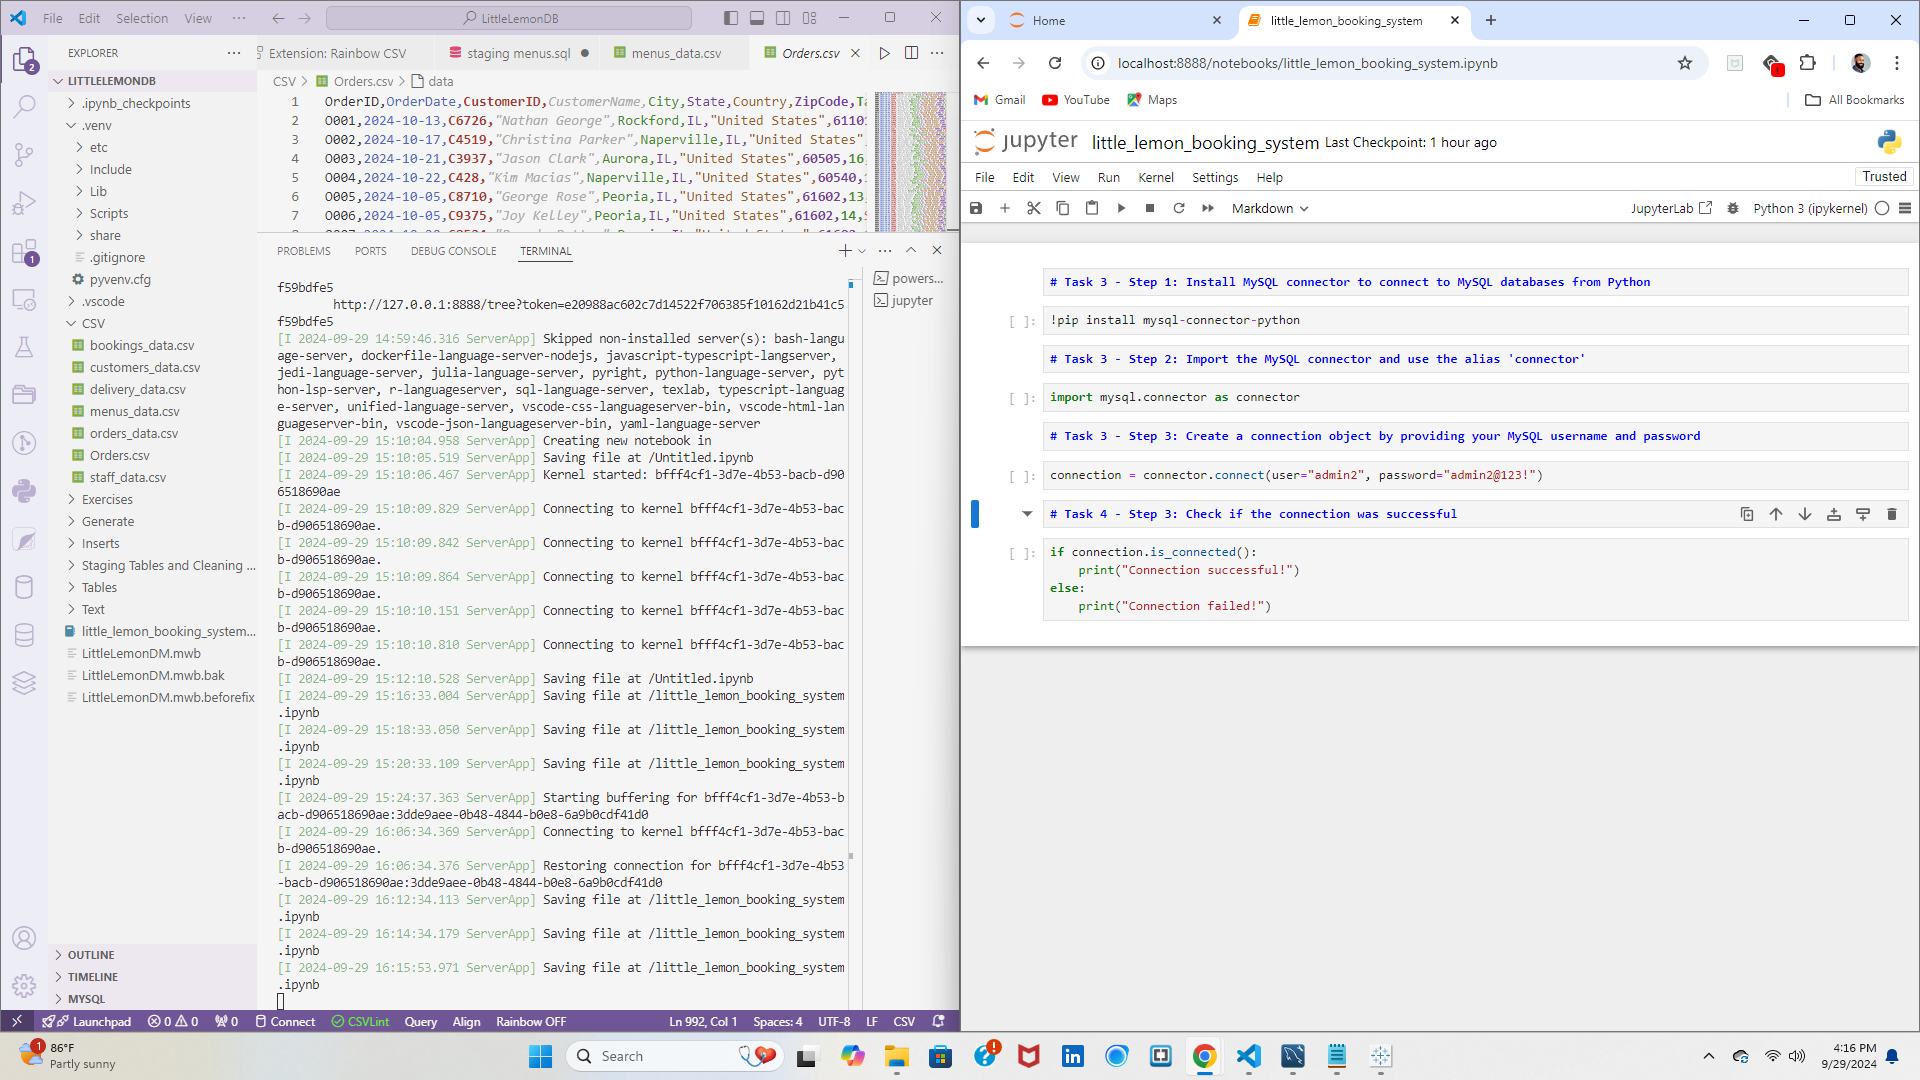 File Edit Selection View ··· LittleLemonDB
EXPLORER ···
LITTLELEMONDB
.ipynb_checkpoints
.venv
etc
Include
Lib
Scripts
share
.gitignore
pyvenv.cfg
.vscode
CSV
bookings_data.csv
customers_data.csv
delivery_data.csv
menus_data.csv
orders_data.csv
Orders.csv
staff_data.csv
Exercises
Generate
Inserts
Staging Tables and Cleaning ...
Tables
Text
little_lemon_booking_system...
LittleLemonDM.mwb
LittleLemonDM.mwb.bak
LittleLemonDM.mwb.beforefix
OUTLINE
TIMELINE
MYSQL
2
1
Extension: Rainbow CSV staging menus.sql menus_data.csv Orders.csv
CSV > Orders.csv > data
1 OrderID,OrderDate,CustomerID,CustomerName,City,State,Country,ZipCode,Ta
2 O001,2024-10-13,C6726,"Nathan George",Rockford,IL,"United States",61101
3 O002,2024-10-17,C4519,"Christina Parker",Naperville,IL,"United States",
4 O003,2024-10-21,C3937,"Jason Clark",Aurora,IL,"United States",60505,16,
5 O004,2024-10-22,C428,"Kim Macias",Naperville,IL,"United States",60540,1
6 O005,2024-10-05,C8710,"George Rose",Peoria,IL,"United States",61602,13,
7 O006,2024-10-05,C9375,"Joy Kelley",Peoria,IL,"United States",61602,14,
PROBLEMS PORTS DEBUG CONSOLE TERMINAL
powers...
jupyter
f59bdfe5
http://127.0.0.1:8888/tree?token=e20988ac602c7d14522f706385f10162d21b41c5
f59bdfe5
[I 2024-09-29 14:59:46.316 ServerApp] Skipped non-installed server(s): bash-langu
age-server, dockerfile-language-server-nodejs, javascript-typescript-langserver,
jedi-language-server, julia-language-server, pyright, python-language-server, pyt
hon-lsp-server, r-languageserver, sql-language-server, texlab, typescript-languag
e-server, unified-language-server, vscode-css-languageserver-bin, vscode-html-lan
guageserver-bin, vscode-json-languageserver-bin, yaml-language-server
[I 2024-09-29 15:10:04.958 ServerApp] Creating new notebook in
[I 2024-09-29 15:10:05.519 ServerApp] Saving file at /Untitled.ipynb
[I 2024-09-29 15:10:06.467 ServerApp] Kernel started: bfff4cf1-3d7e-4b53-bacb-d90
6518690ae
[I 2024-09-29 15:10:09.829 ServerApp] Connecting to kernel bfff4cf1-3d7e-4b53-bac
b-d906518690ae.
[I 2024-09-29 15:10:09.842 ServerApp] Connecting to kernel bfff4cf1-3d7e-4b53-bac
b-d906518690ae.
[I 2024-09-29 15:10:09.864 ServerApp] Connecting to kernel bfff4cf1-3d7e-4b53-bac
b-d906518690ae.
[I 2024-09-29 15:10:10.151 ServerApp] Connecting to kernel bfff4cf1-3d7e-4b53-bac
b-d906518690ae.
[I 2024-09-29 15:10:10.810 ServerApp] Connecting to kernel bfff4cf1-3d7e-4b53-bac
b-d906518690ae.
[I 2024-09-29 15:12:10.528 ServerApp] Saving file at /Untitled.ipynb
[I 2024-09-29 15:16:33.004 ServerApp] Saving file at /little_lemon_booking_system
.ipynb
[I 2024-09-29 15:18:33.050 ServerApp] Saving file at /little_lemon_booking_system
.ipynb
[I 2024-09-29 15:20:33.109 ServerApp] Saving file at /little_lemon_booking_system
.ipynb
[I 2024-09-29 15:24:37.363 ServerApp] Starting buffering for bfff4cf1-3d7e-4b53-b
acb-d906518690ae:3dde9aee-0b48-4844-b0e8-6a9b0cdf41d0
[I 2024-09-29 16:06:34.369 ServerApp] Connecting to kernel bfff4cf1-3d7e-4b53-bac
b-d906518690ae.
[I 2024-09-29 16:06:34.376 ServerApp] Restoring connection for bfff4cf1-3d7e-4b53
-bacb-d906518690ae:3dde9aee-0b48-4844-b0e8-6a9b0cdf41d0
[I 2024-09-29 16:12:34.113 ServerApp] Saving file at /little_lemon_booking_system
.ipynb
[I 2024-09-29 16:14:34.179 ServerApp] Saving file at /little_lemon_booking_system
.ipynb
[I 2024-09-29 16:15:53.971 ServerApp] Saving file at /little_lemon_booking_system
.ipynb
Launchpad 0 0 0 Connect CSVLint Query Align Rainbow OFF Ln 992, Col 1 Spaces: 4 UTF-8 LF CSV
Home little_lemon_booking_system
localhost:8888/notebooks/little_lemon_booking_system.ipynb
Gmail YouTube Maps All Bookmarks
jupyter little_lemon_booking_system Last Checkpoint: 1 hour ago
File Edit View Run Kernel Settings Help Trusted
Markdown JupyterLab Python 3 (ipykernel)
# Task 3 - Step 1: Install MySQL connector to connect to MySQL databases from Python
[ ]: !pip install mysql-connector-python
# Task 3 - Step 2: Import the MySQL connector and use the alias 'connector'
[ ]: import mysql.connector as connector
# Task 3 - Step 3: Create a connection object by providing your MySQL username and password
[ ]: connection = connector.connect(user="admin2", password="admin2@123!")
# Task 4 - Step 3: Check if the connection was successful
[ ]: if connection.is_connected():
print("Connection successful!")
else:
print("Connection failed!")
1
86°F
Partly sunny
Search
4:16 PM
9/29/2024